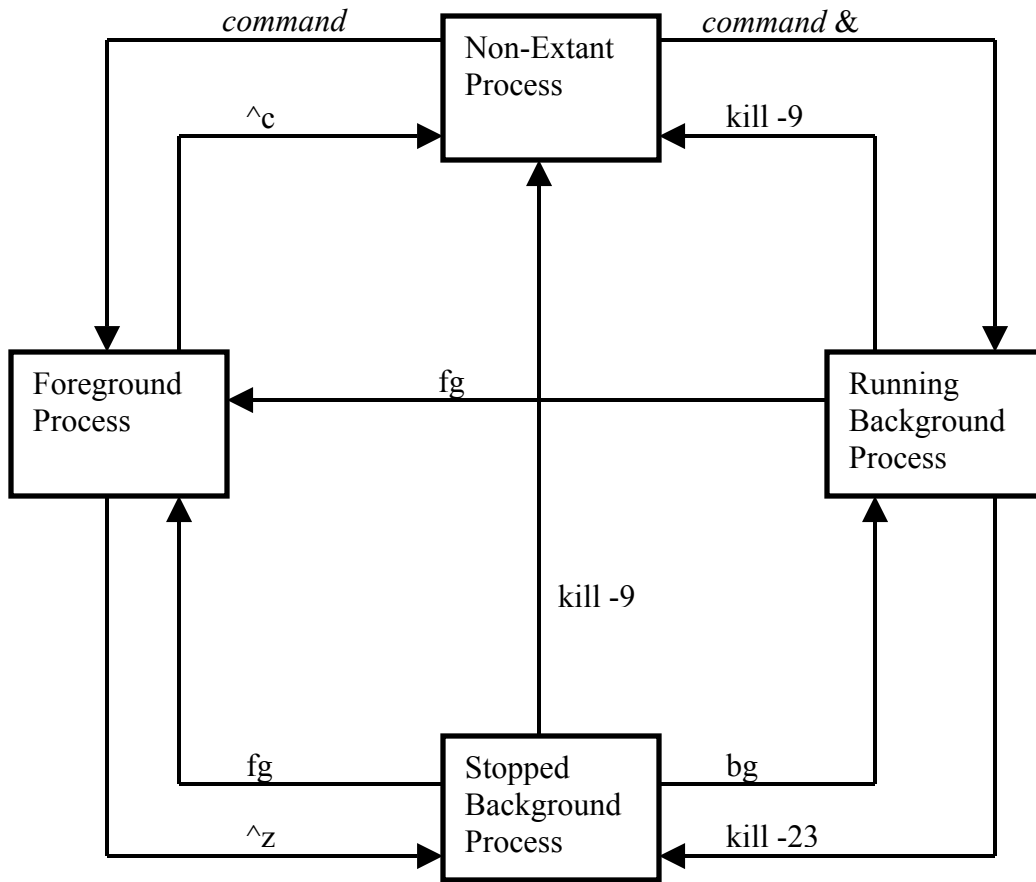 command
Non-Extant
Process
command &
^c
kill -9
Foreground
Process
fg
Running
Background
Process
kill -9
fg
Stopped
Background
Process
bg
^z
kill -23